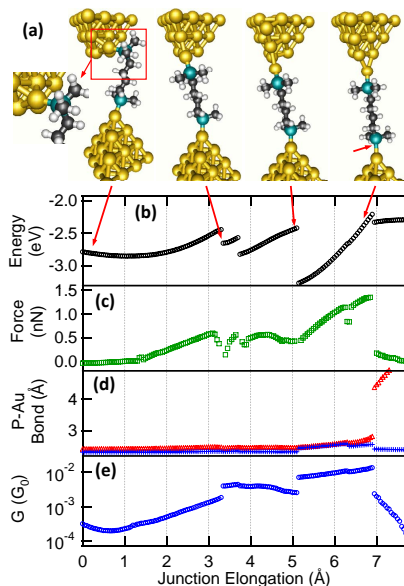 (a)
(b)
-2.0
-2.5
-3.0
Energy
(eV)
(c)
1.5
1.0
0.5
0.0
Force
(nN)
(d)
4
2
P-Au
Bond (Å)
(e)
10-2
10-3
10-4
G (G0)
0 1 2 3 4 5 6 7
Junction Elongation (Å)